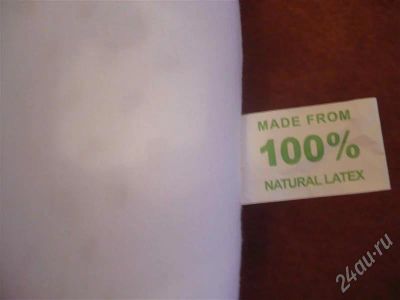 MADE FROM
100%
NATURAL LATEX
24au.ru